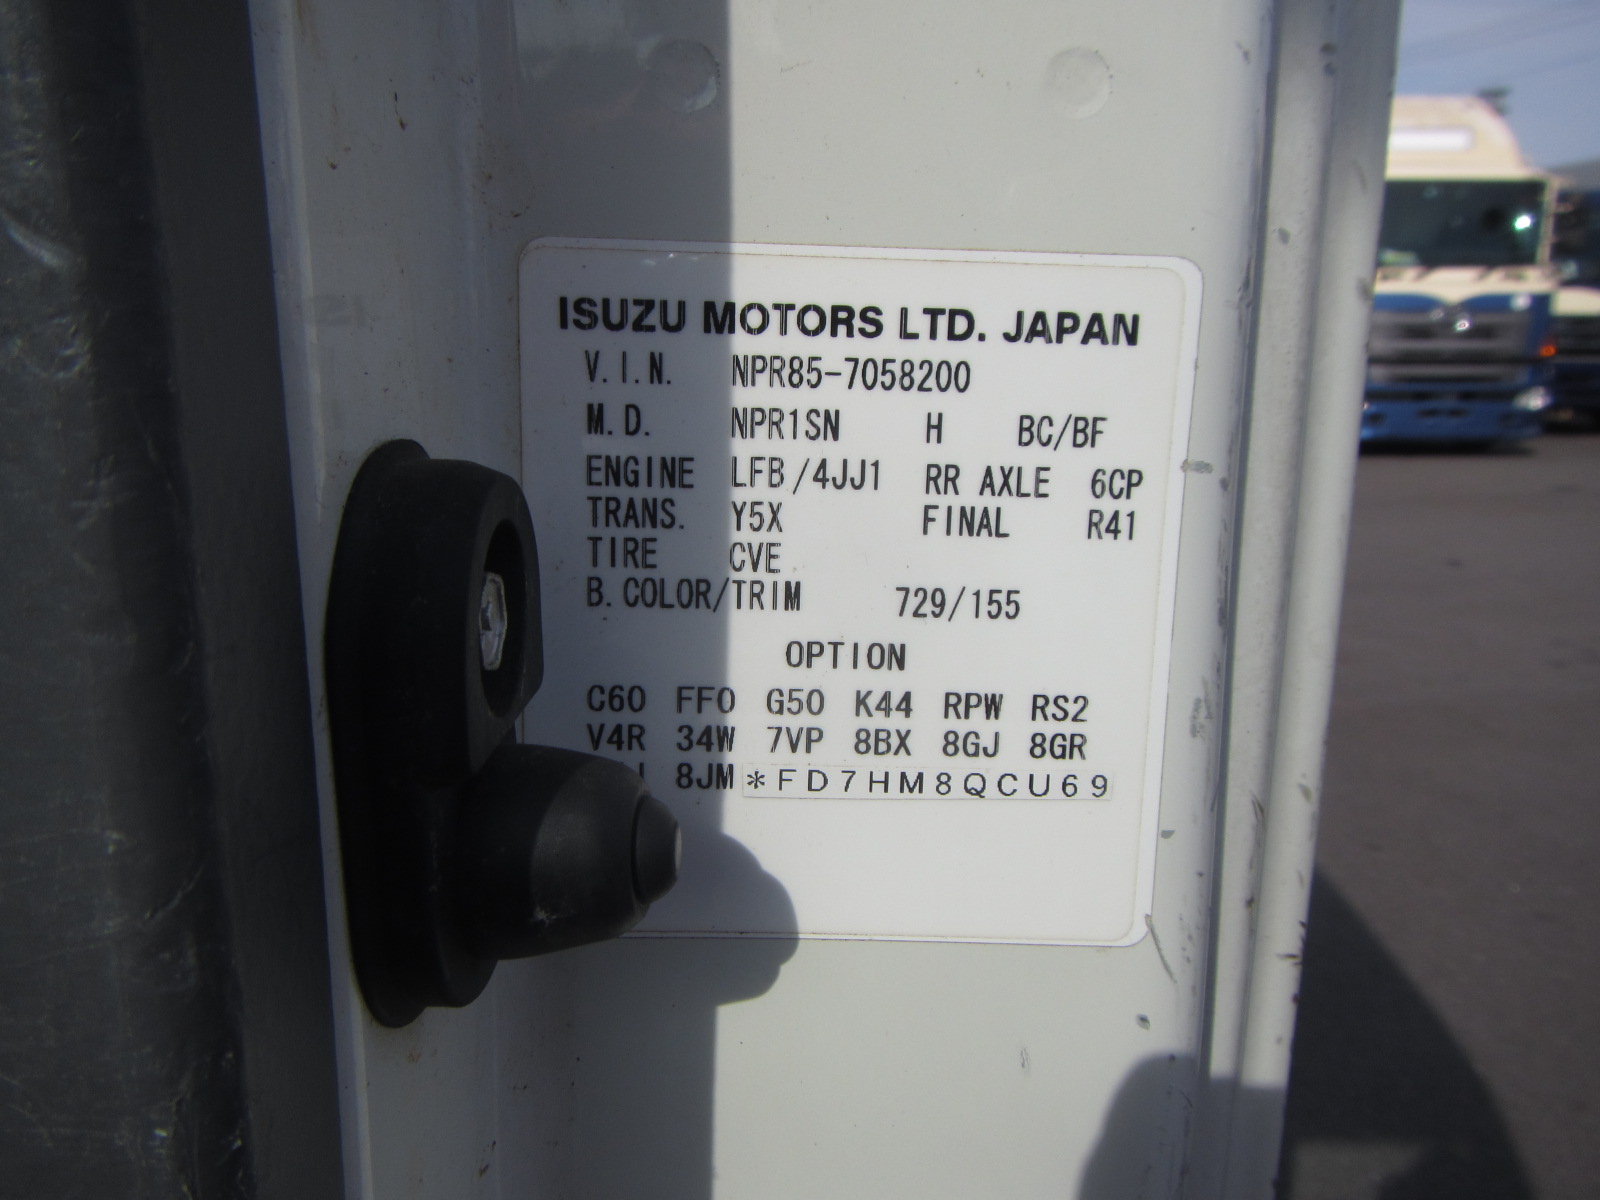 ISUZU MOTORS LTD. JAPAN
V.I.N. NPR85-7058200
M.D. NPR1SN H BC/BF
ENGINE LFB/4JJ1 RR AXLE 6CP
TRANS. Y5X FINAL R41
TIRE CVE
B.COLOR/TRIM 729/155
OPTION
C60 FF0 G50 K44 RPW RS2
V4R 34W 7VP 8BX 8GJ 8GR
8JM *FD7HM8QCU69